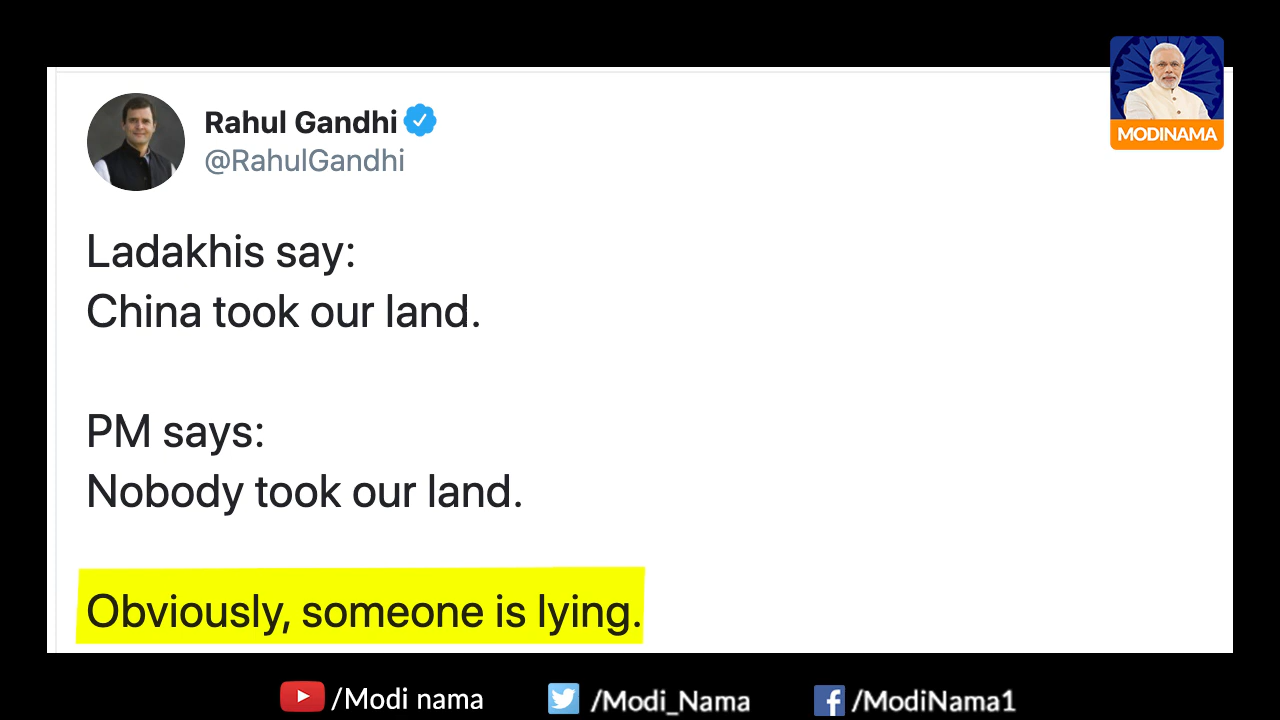 MODINAMA
Rahul Gandhi
@RahulGandhi
Ladakhis say:
China took our land.
PM says:
Nobody took our land.
Obviously, someone is lying.
/Modi nama /Modi_Nama /ModiNama1